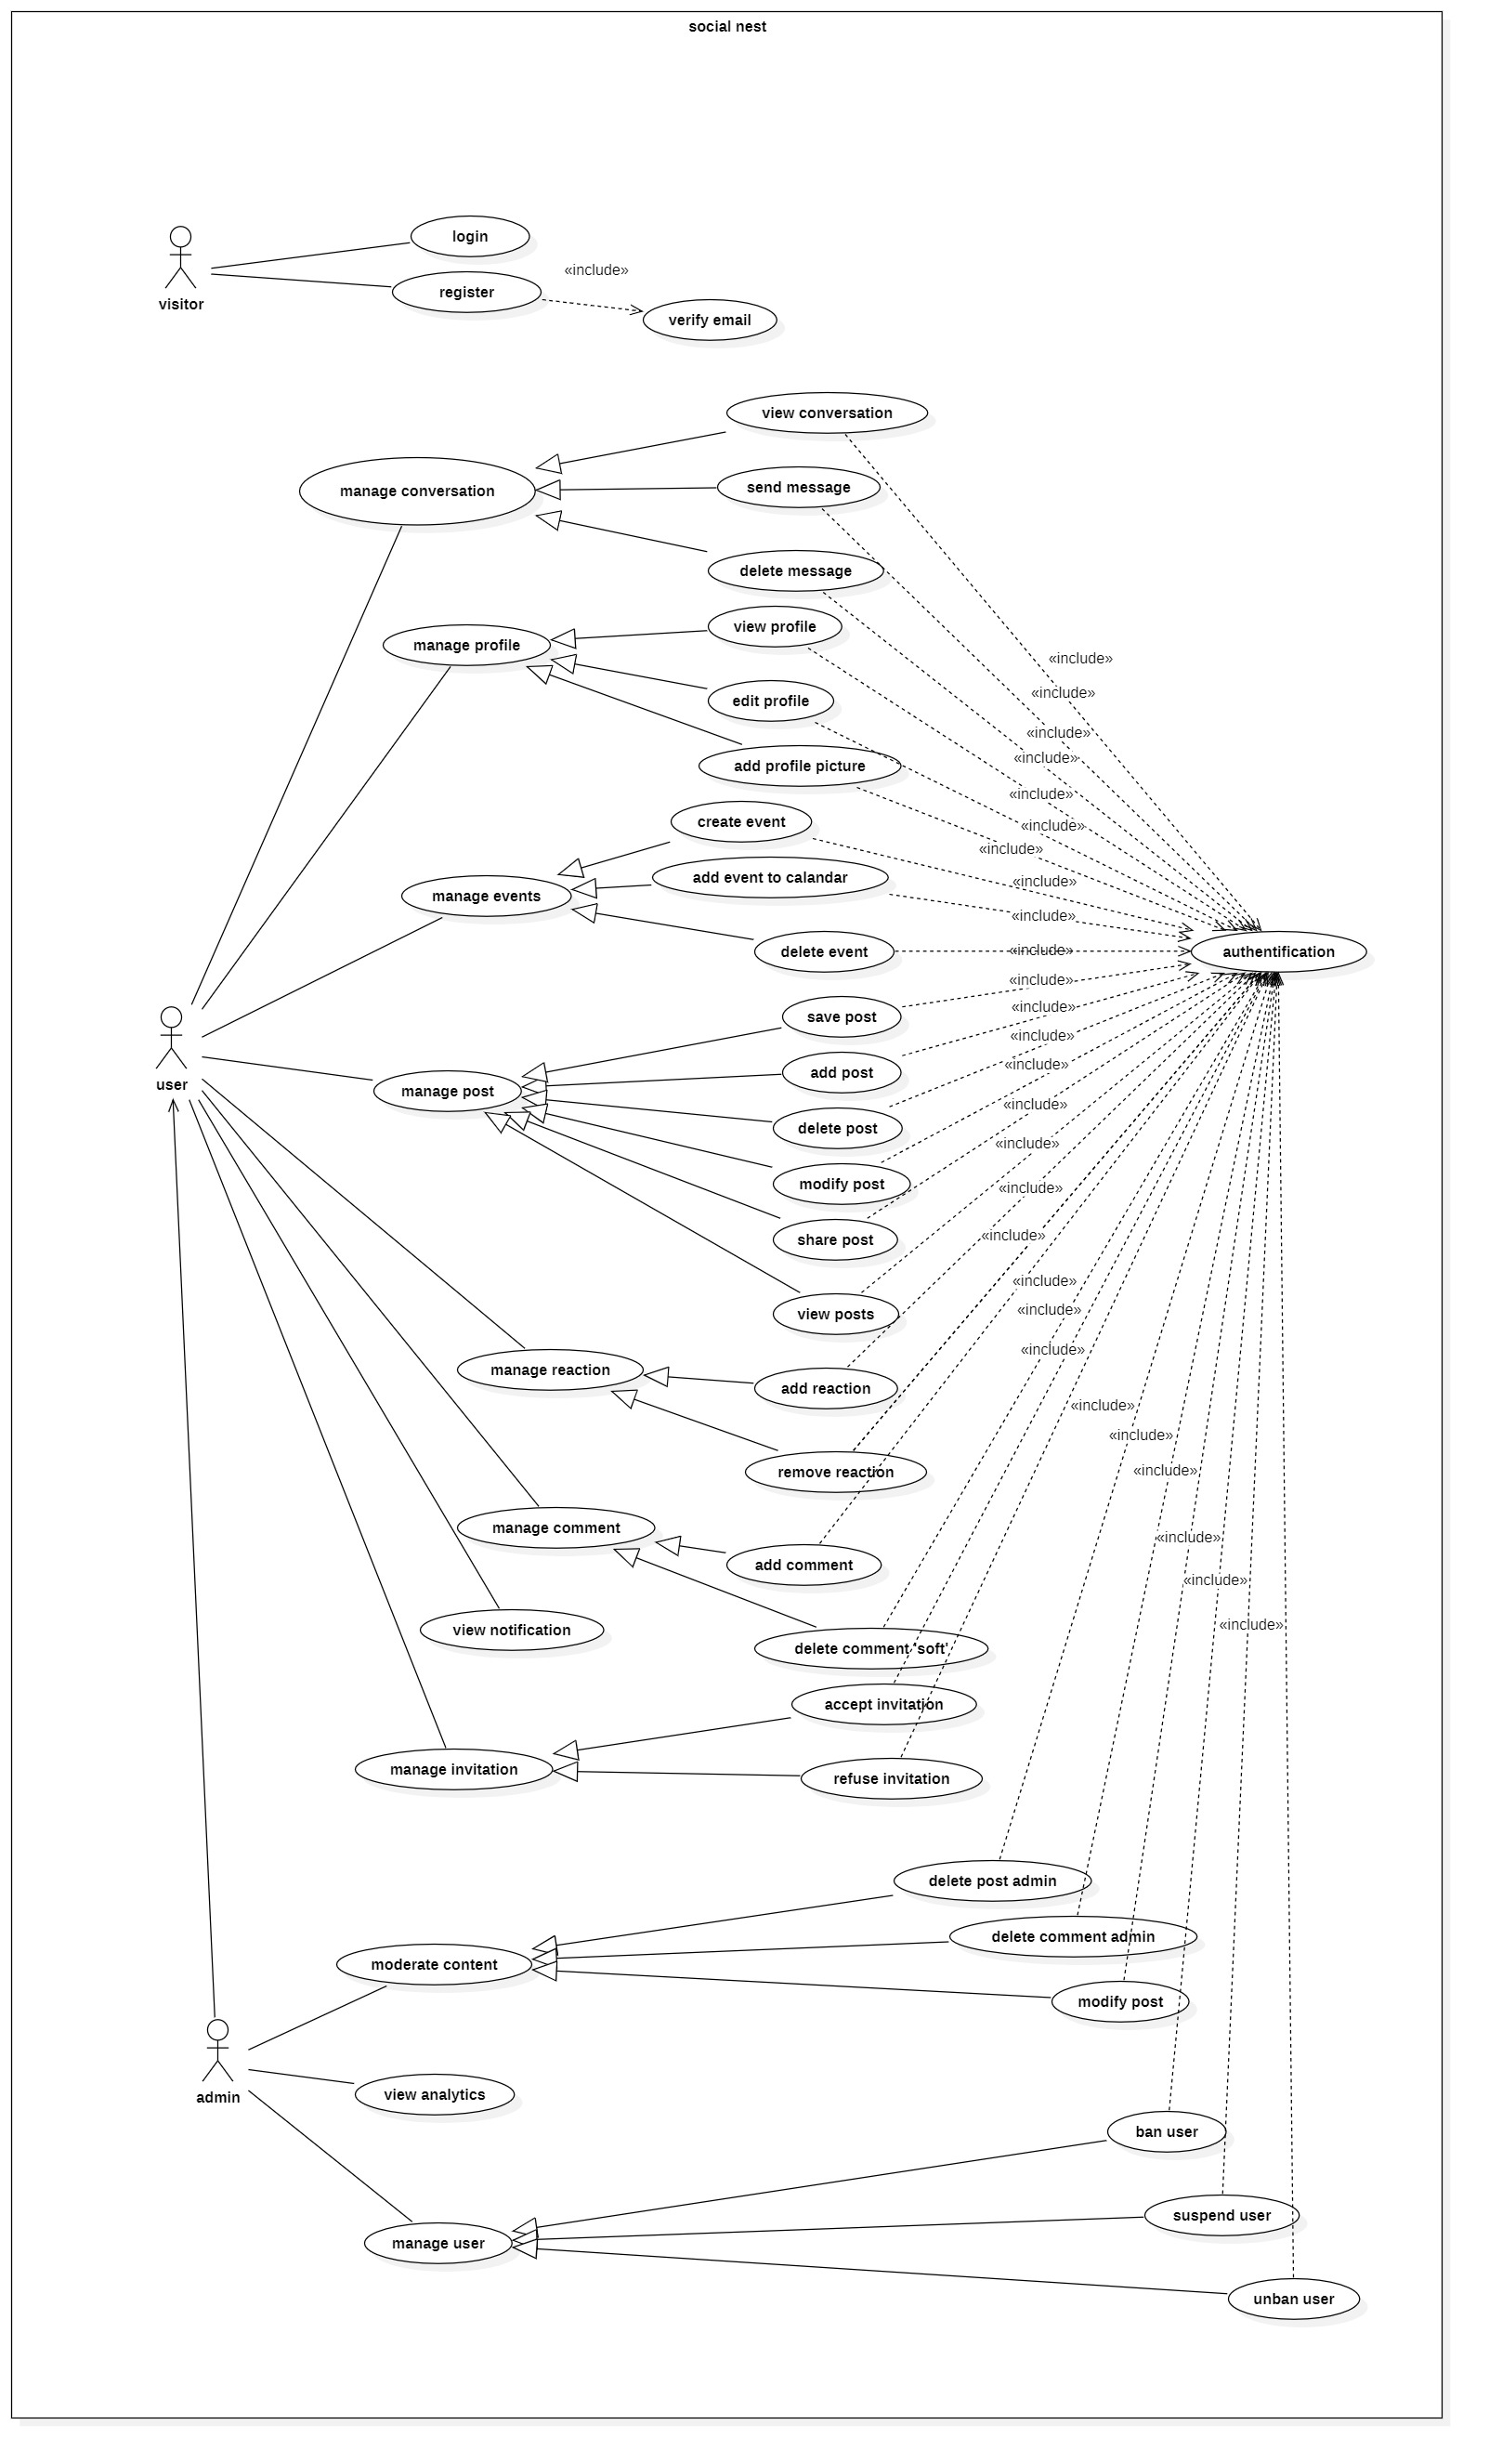 social nest
login
visitor
register
«include»
verify email
view conversation
manage conversation
send message
delete message
view profile
manage profile
«include»
edit profile
«include»
«include»
«include»
add profile picture
«include»
create event
«include»
«include»
add event to calandar
«include»
manage events
«include»
delete event
«include»
authentification
«include»
save post
«include»
«include»
add post
«include»
user
manage post
«include»
delete post
«include»
modify post
«include»
share post
«include»
«include»
view posts
«include»
«include»
manage reaction
add reaction
«include»
«include»
remove reaction
«include»
manage comment
«include»
add comment
«include»
view notification
«include»
delete comment 'soft'
accept invitation
manage invitation
refuse invitation
delete post admin
delete comment admin
moderate content
modify post
admin
view analytics
ban user
suspend user
manage user
unban user